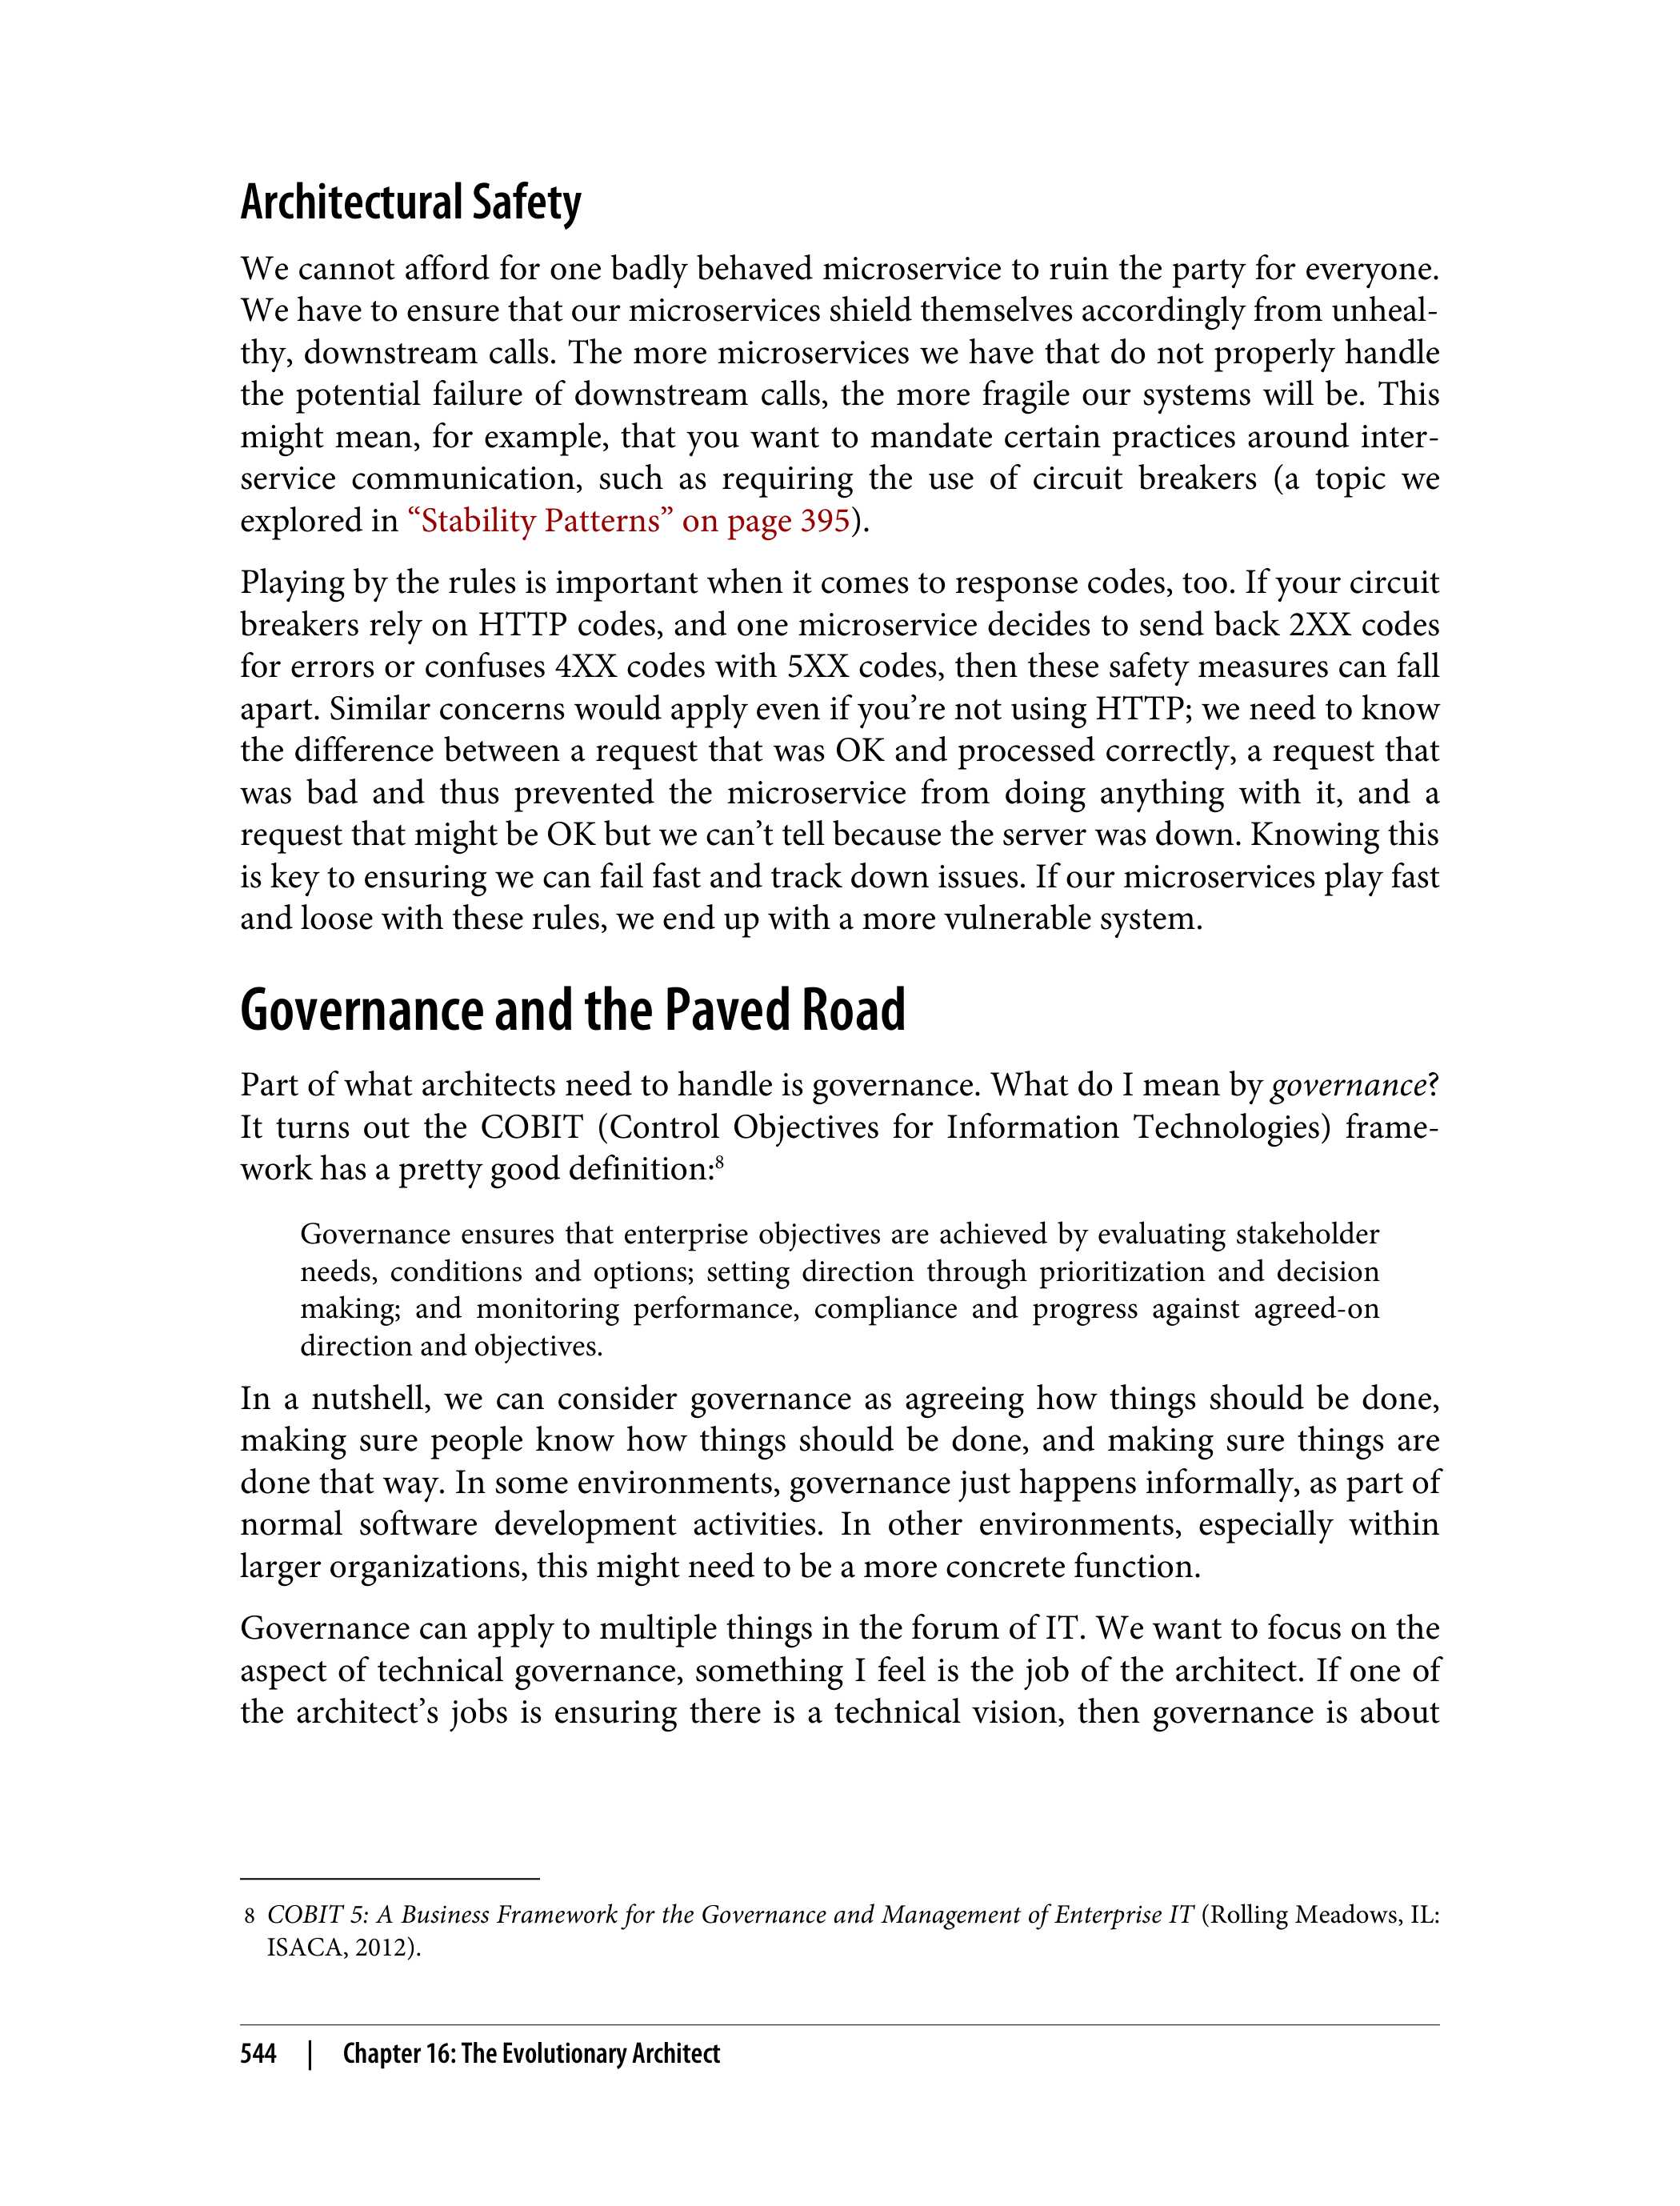 Architectural Safety
We cannot afford for one badly behaved microservice to ruin the party for everyone.
We have to ensure that our microservices shield themselves accordingly from unheal-
thy, downstream calls. The more microservices we have that do not properly handle
the potential failure of downstream calls, the more fragile our systems will be. This
might mean, for example, that you want to mandate certain practices around inter-
service communication, such as requiring the use of circuit breakers (a topic we
explored in “Stability Patterns” on page 395).
Playing by the rules is important when it comes to response codes, too. If your circuit
breakers rely on HTTP codes, and one microservice decides to send back 2XX codes
for errors or confuses 4XX codes with 5XX codes, then these safety measures can fall
apart. Similar concerns would apply even if you’re not using HTTP; we need to know
the difference between a request that was OK and processed correctly, a request that
was bad and thus prevented the microservice from doing anything with it, and a
request that might be OK but we can’t tell because the server was down. Knowing this
is key to ensuring we can fail fast and track down issues. If our microservices play fast
and loose with these rules, we end up with a more vulnerable system.
Governance and the Paved Road
Part of what architects need to handle is governance. What do I mean by governance?
It turns out the COBIT (Control Objectives for Information Technologies) frame-
work has a pretty good definition:8
Governance ensures that enterprise objectives are achieved by evaluating stakeholder
needs, conditions and options; setting direction through prioritization and decision
making; and monitoring performance, compliance and progress against agreed-on
direction and objectives.
In a nutshell, we can consider governance as agreeing how things should be done,
making sure people know how things should be done, and making sure things are
done that way. In some environments, governance just happens informally, as part of
normal software development activities. In other environments, especially within
larger organizations, this might need to be a more concrete function.
Governance can apply to multiple things in the forum of IT. We want to focus on the
aspect of technical governance, something I feel is the job of the architect. If one of
the architect’s jobs is ensuring there is a technical vision, then governance is about
8 COBIT 5: A Business Framework for the Governance and Management of Enterprise IT (Rolling Meadows, IL:
ISACA, 2012).
544 | Chapter 16: The Evolutionary Architect